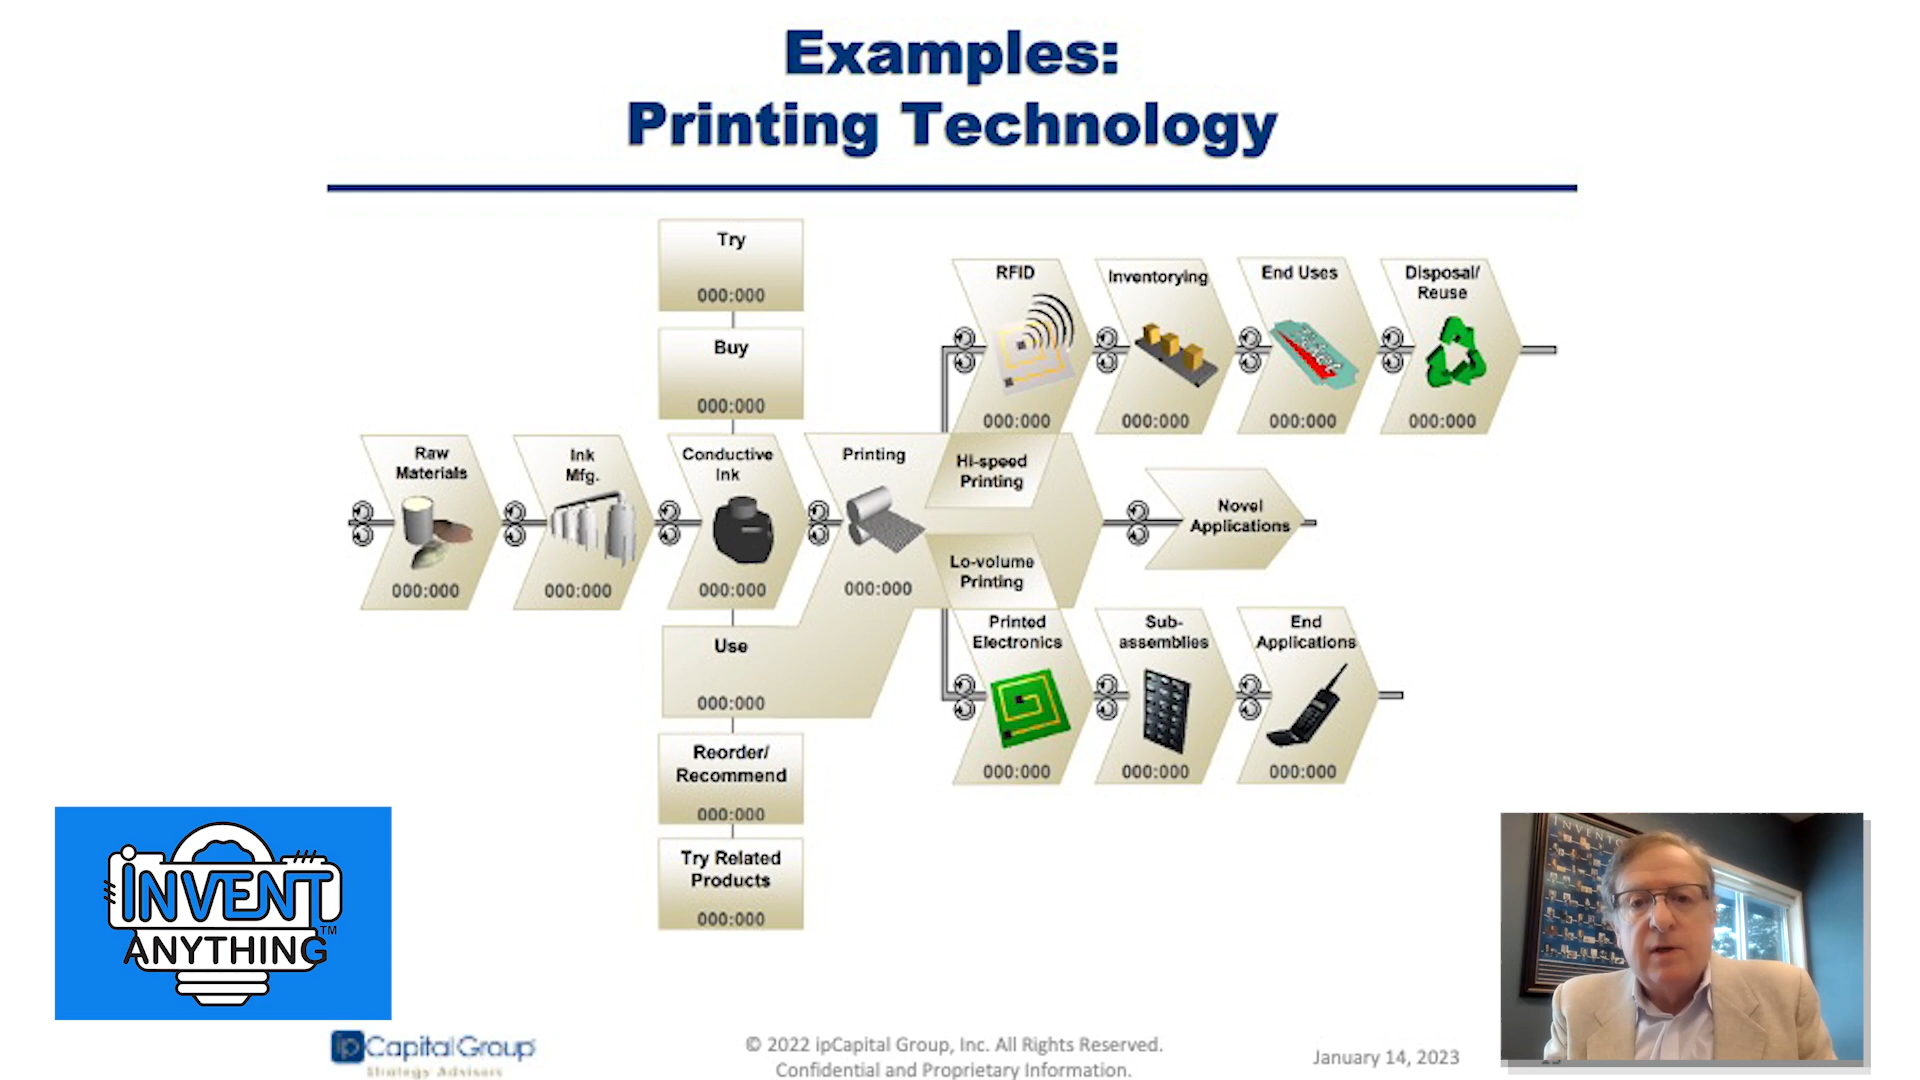 Examples:
Printing Technology
Try
000:000
Buy
000:000
Raw
Materials
000:000
Ink
Mfg.
000:000
Conductive
Ink
000:000
Printing
000:000
Hi-speed
Printing
Lo-volume
Printing
RFID
000:000
Inventorying
000:000
End Uses
000:000
Disposal/
Reuse
000:000
Novel
Applications
Use
000:000
Printed
Electronics
000:000
Sub-
assemblies
000:000
End
Applications
000:000
Reorder/
Recommend
000:000
Try Related
Products
000:000
INVENT
ANYTHING™
ipCapitalGroup
Strategy Advisors
© 2022 ipCapital Group, Inc. All Rights Reserved.
Confidential and Proprietary Information.
January 14, 2023